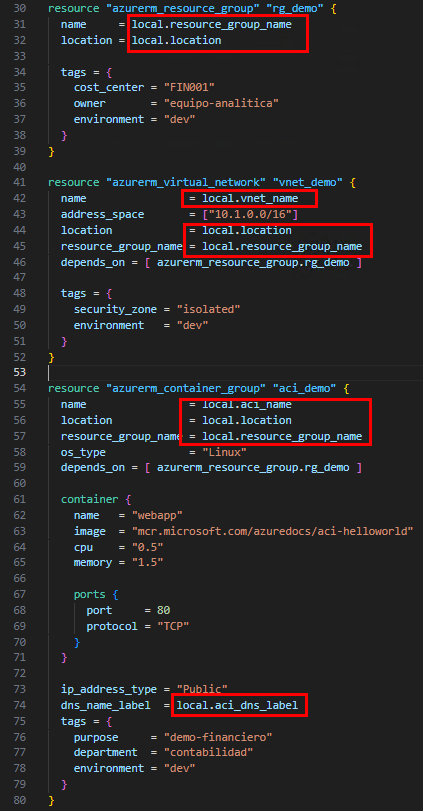 30 resource "azurerm_resource_group" "rg_demo" {
31   name     = local.resource_group_name
32   location = local.location
33
34   tags = {
35     cost_center = "FIN001"
36     owner       = "equipo-analitica"
37     environment = "dev"
38   }
39 }
40
41 resource "azurerm_virtual_network" "vnet_demo" {
42   name                = local.vnet_name
43   address_space       = ["10.1.0.0/16"]
44   location            = local.location
45   resource_group_name = local.resource_group_name
46   depends_on = [ azurerm_resource_group.rg_demo ]
47
48   tags = {
49     security_zone = "isolated"
50     environment   = "dev"
51   }
52 }
53
54 resource "azurerm_container_group" "aci_demo" {
55   name                = local.aci_name
56   location            = local.location
57   resource_group_name = local.resource_group_name
58   os_type             = "Linux"
59   depends_on = [ azurerm_resource_group.rg_demo ]
60
61   container {
62     name   = "webapp"
63     image  = "mcr.microsoft.com/azuredocs/aci-helloworld"
64     cpu    = "0.5"
65     memory = "1.5"
66
67     ports {
68       port     = 80
69       protocol = "TCP"
70     }
71   }
72
73   ip_address_type = "Public"
74   dns_name_label  = local.aci_dns_label
75   tags = {
76     purpose     = "demo-financiero"
77     department  = "contabilidad"
78     environment = "dev"
79   }
80 }